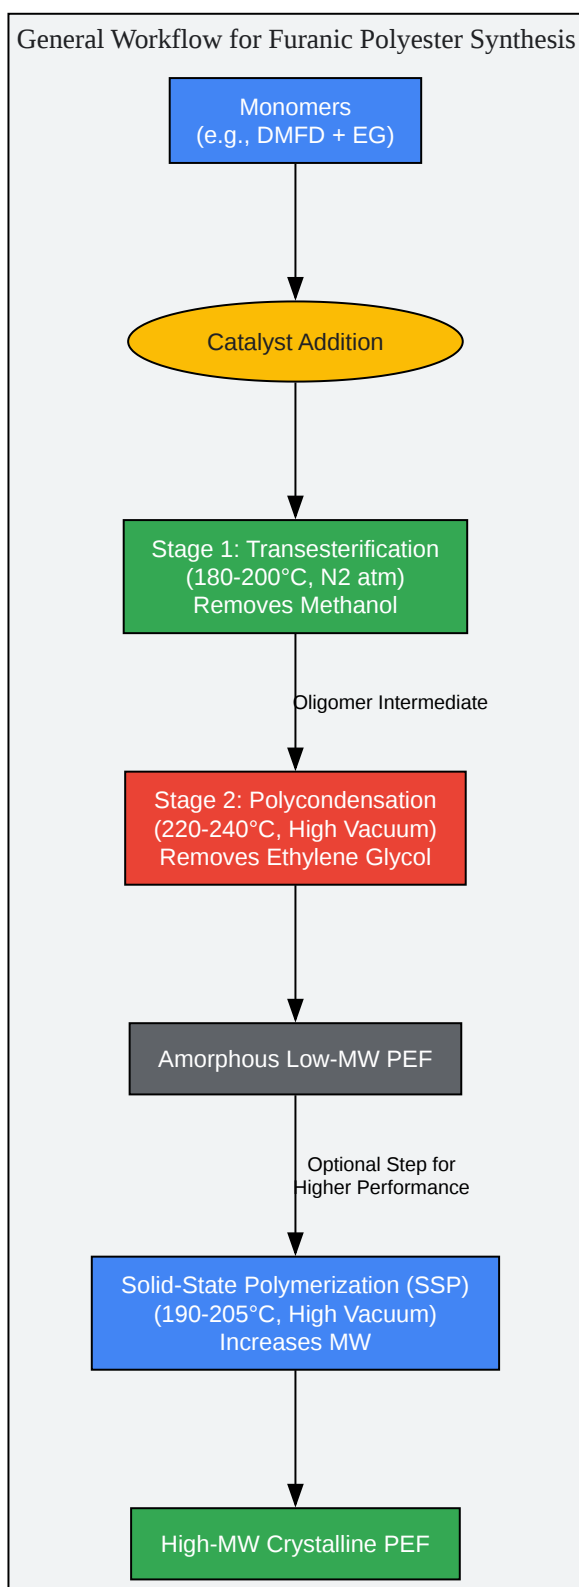 General Workflow for Furanic Polyester Synthesis
Monomers
(e.g., DMFD + EG)
Catalyst Addition
Stage 1: Transesterification
(180-200°C, N2 atm)
Removes Methanol
Oligomer Intermediate
Stage 2: Polycondensation
(220-240°C, High Vacuum)
Removes Ethylene Glycol
Amorphous Low-MW PEF
Optional Step for
Higher Performance
Solid-State Polymerization (SSP)
(190-205°C, High Vacuum)
Increases MW
High-MW Crystalline PEF